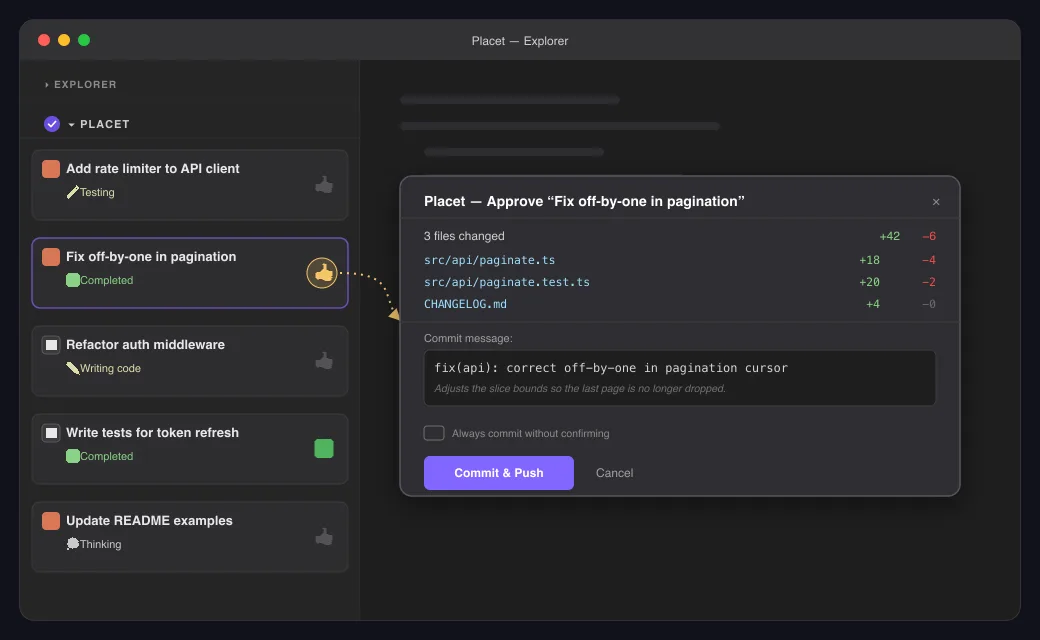 Placet — Explorer
EXPLORER
PLACET
Add rate limiter to API client
Testing
Fix off-by-one in pagination
Completed
Refactor auth middleware
Writing code
Write tests for token refresh
Completed
Update README examples
Thinking
Placet — Approve “Fix off-by-one in pagination” ×
3 files changed +42 −6
src/api/paginate.ts +18 −4
src/api/paginate.test.ts +20 −2
CHANGELOG.md +4 −0
Commit message:
fix(api): correct off-by-one in pagination cursor
Adjusts the slice bounds so the last page is no longer dropped.
Always commit without confirming
Commit & Push Cancel